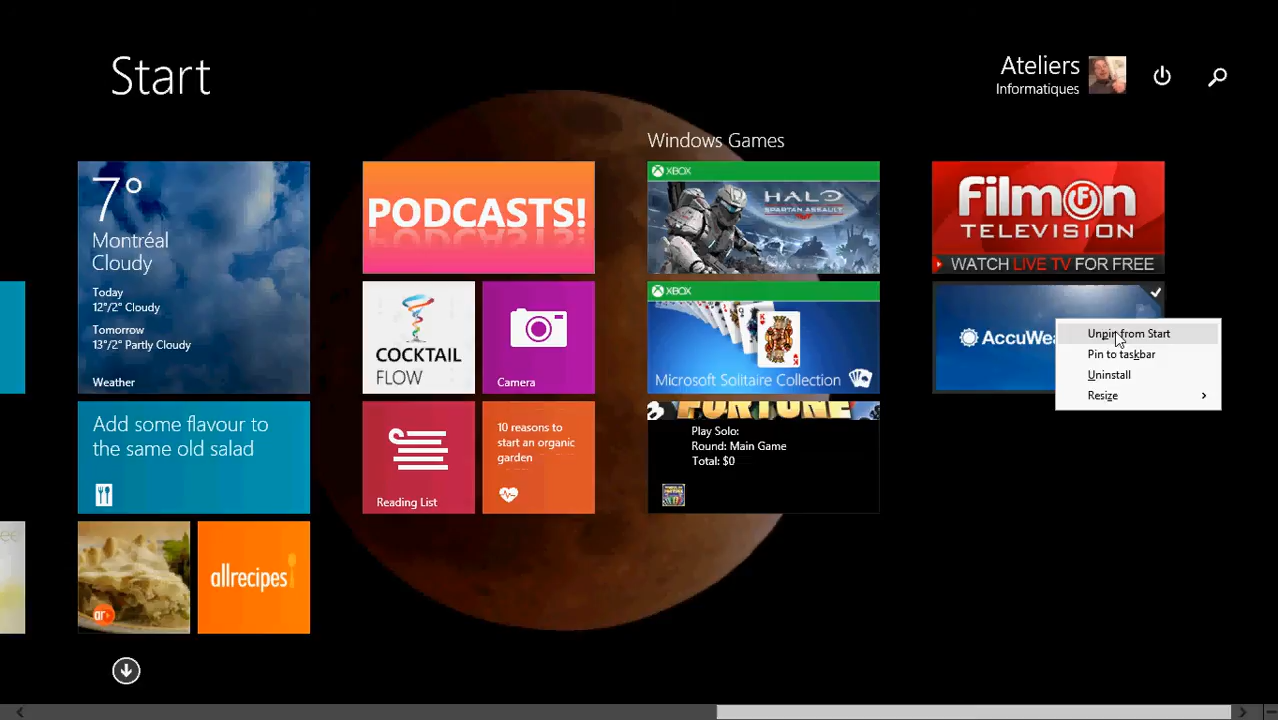 Start
Ateliers
Informatiques
7°
Montréal
Cloudy
Today
12°/2° Cloudy
Tomorrow
13°/2° Partly Cloudy
Weather
Add some flavour to
the same old salad
ar
allrecipes
PODCASTS!
COCKTAIL
FLOW
Camera
Reading List
10 reasons to
start an organic
garden
Windows Games
XBOX
HALO
SPARTAN ASSAULT
XBOX
K
Microsoft Solitaire Collection
FORTUNE
Play Solo:
Round: Main Game
Total: $0
Filmon
TELEVISION
WATCH LIVE TV FOR FREE
AccuWea
Unpin from Start
Pin to taskbar
Uninstall
Resize